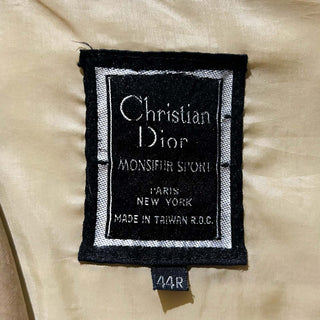 Christian
Dior
MONSIEUR SPORT
PARIS
NEW YORK
MADE IN TAIWAN R.O.C.
44R